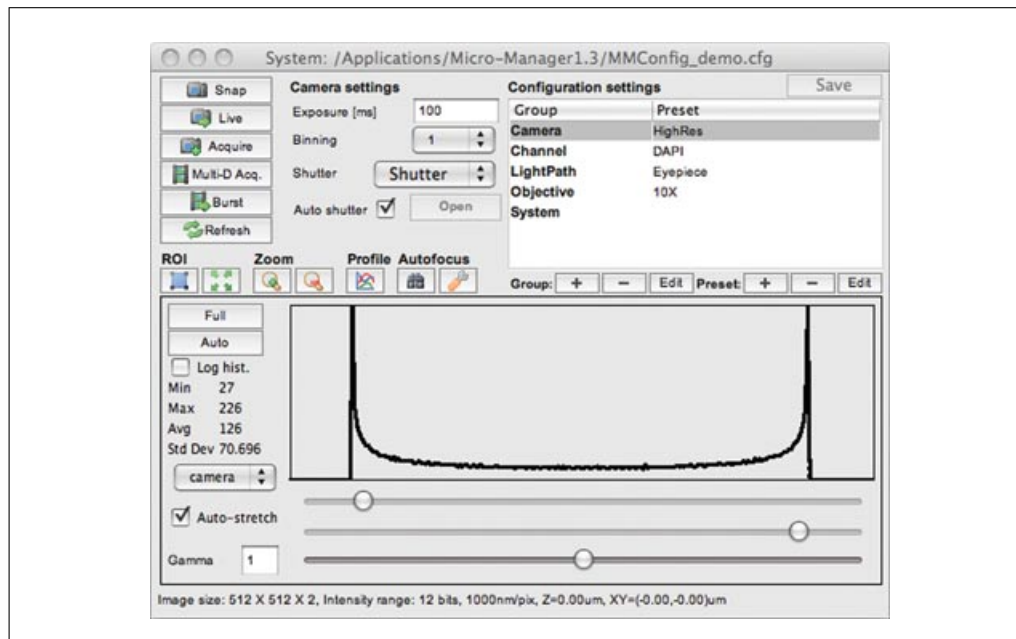 System: /Applications/Micro-Manager1.3/MMConfig_demo.cfg
Snap
Live
Acquire
Multi-D Acq.
Burst
Refresh
Camera settings
Exposure [ms] 100
Binning 1
Shutter Shutter
Auto shutter Open
Configuration settings Save
Group Preset
Camera HighRes
Channel DAPI
LightPath Eyepiece
Objective 10X
System
ROI Zoom Profile Autofocus
Group: + − Edit Preset: + − Edit
Full
Auto
Log hist.
Min 27
Max 226
Avg 126
Std Dev 70.696
camera
Auto-stretch
Gamma 1
Image size: 512 X 512 X 2, Intensity range: 12 bits, 1000nm/pix, Z=0.00um, XY=(-0.00,-0.00)um